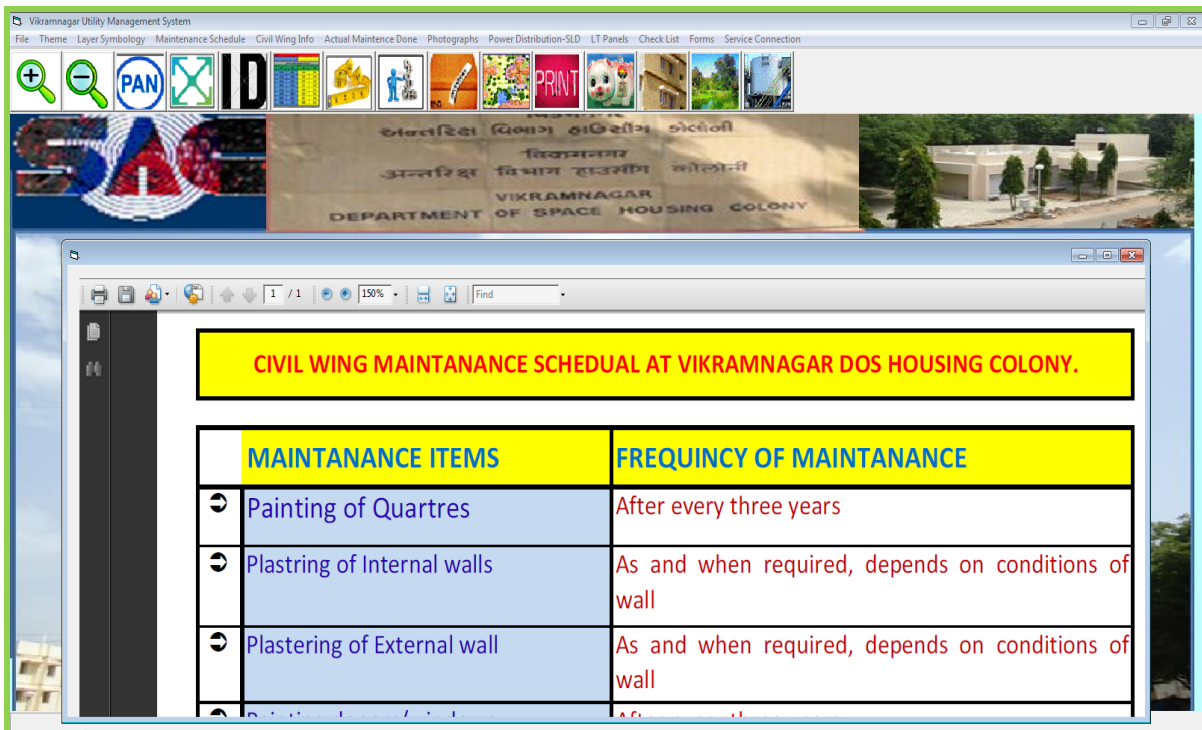 Vikramnagar Utility Management System
File Theme Layer Symbology Maintenance Schedule Civil Wing Info Actual Maintence Done Photographs Power Distribution-SLD LT Panels Check List Forms Service Connection
PAN ID PRINT
SAC
અન્તરિક્ષ વિભાગ હાઉસીંગ કોલોની
विक्रमनगर
अन्तरिक्ष विभाग हाउसींग कोलोनी
VIKRAMNAGAR
DEPARTMENT OF SPACE HOUSING COLONY
1 / 1 150% Find
CIVIL WING MAINTANANCE SCHEDUAL AT VIKRAMNAGAR DOS HOUSING COLONY.
MAINTANANCE ITEMS FREQUINCY OF MAINTANANCE
Painting of Quartres After every three years
Plastring of Internal walls As and when required, depends on conditions of
wall
Plastering of External wall As and when required, depends on conditions of
wall